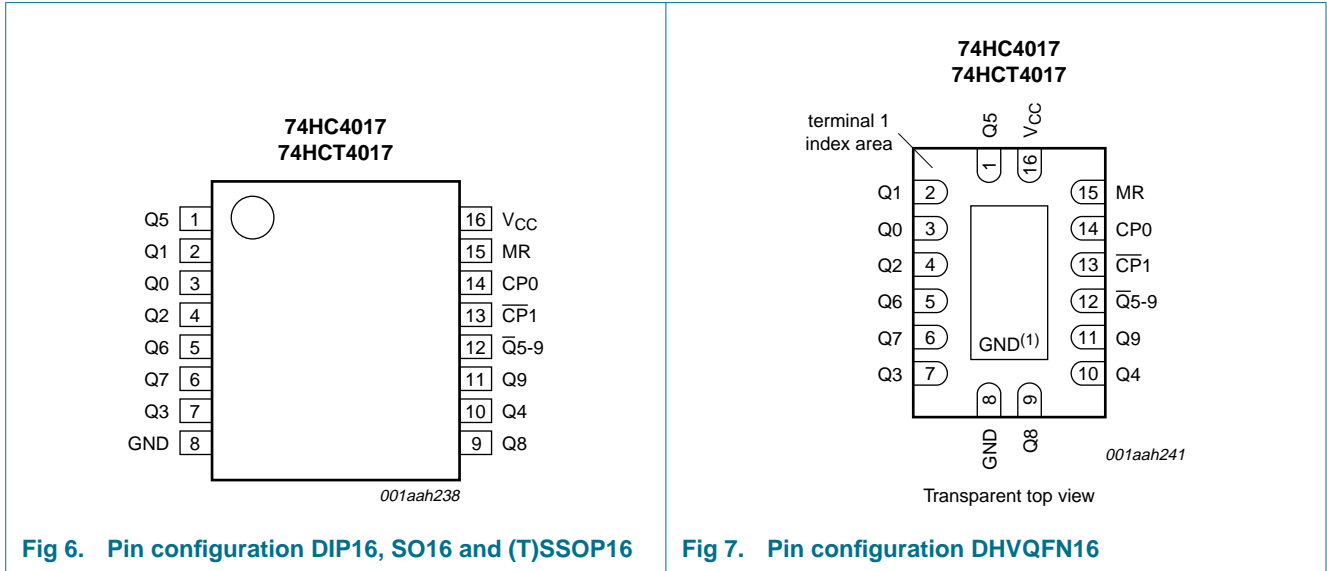 74HC4017
74HCT4017
Q5 1
Q1 2
Q0 3
Q2 4
Q6 5
Q7 6
Q3 7
GND 8
16 VCC
15 MR
14 CP0
13 C̅P̅1
12 Q̅5-9
11 Q9
10 Q4
9 Q8
001aah238
Fig 6. Pin configuration DIP16, SO16 and (T)SSOP16
74HC4017
74HCT4017
terminal 1
index area
Q5 1
VCC 16
Q1 2
Q0 3
Q2 4
Q6 5
Q7 6
Q3 7
15 MR
14 CP0
13 C̅P̅1
12 Q̅5-9
11 Q9
10 Q4
GND(1)
8 GND
9 Q8
001aah241
Transparent top view
Fig 7. Pin configuration DHVQFN16